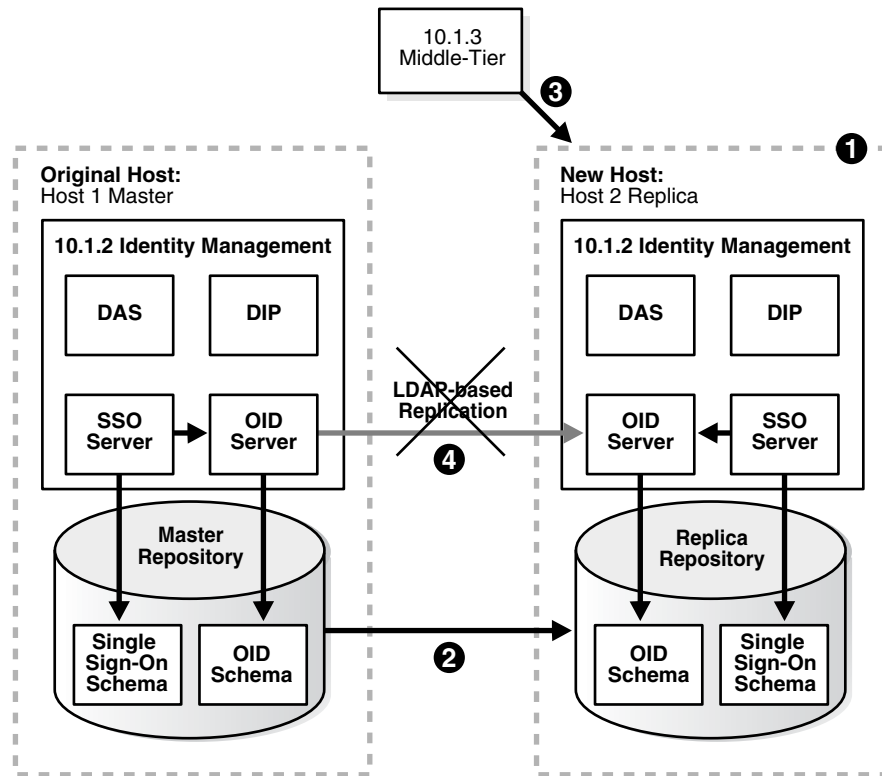 10.1.3
Middle-Tier
3
1
Original Host:
Host 1 Master
10.1.2 Identity Management
DAS
DIP
SSO
Server
OID
Server
LDAP-based
Replication
4
New Host:
Host 2 Replica
10.1.2 Identity Management
DAS
DIP
OID
Server
SSO
Server
Master
Repository
Single
Sign-On
Schema
OID
Schema
2
Replica
Repository
OID
Schema
Single
Sign-On
Schema